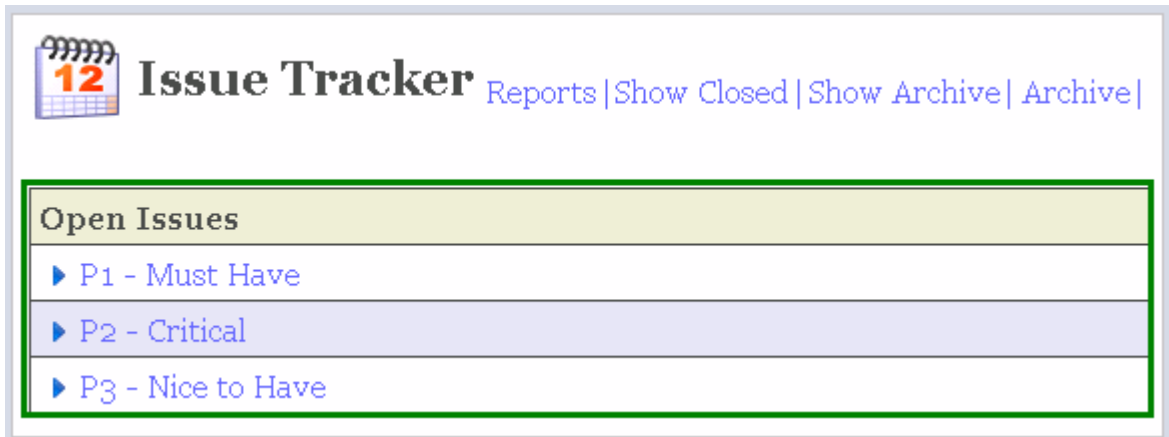 12
Issue Tracker Reports|Show Closed|Show Archive| Archive|
Open Issues
P1 - Must Have
P2 - Critical
P3 - Nice to Have